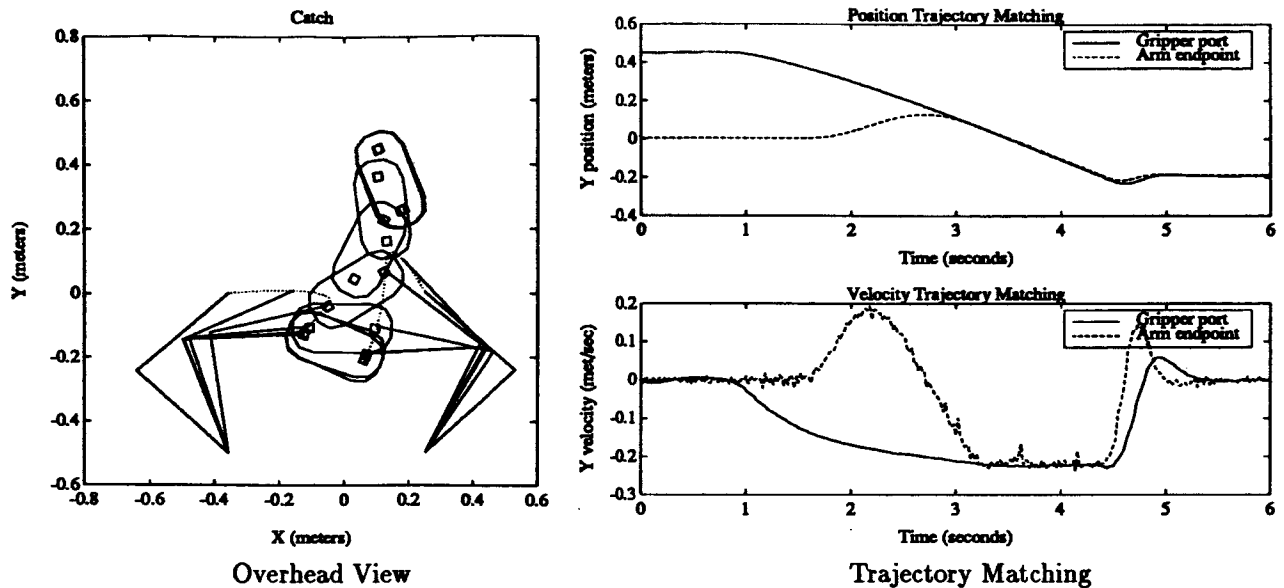 Catch
0.8
0.6
0.4
0.2
0
-0.2
-0.4
-0.6
-0.8 -0.6 -0.4 -0.2 0 0.2 0.4 0.6
Y (meters)
X (meters)
Overhead View
Position Trajectory Matching
Gripper port
Arm endpoint
0.6
0.4
0.2
0
-0.2
-0.4
0 1 2 3 4 5 6
Y position (meters)
Time (seconds)
Velocity Trajectory Matching
Gripper port
Arm endpoint
0.2
0.1
0
-0.1
-0.2
-0.3
0 1 2 3 4 5 6
Y velocity (met/sec)
Time (seconds)
Trajectory Matching